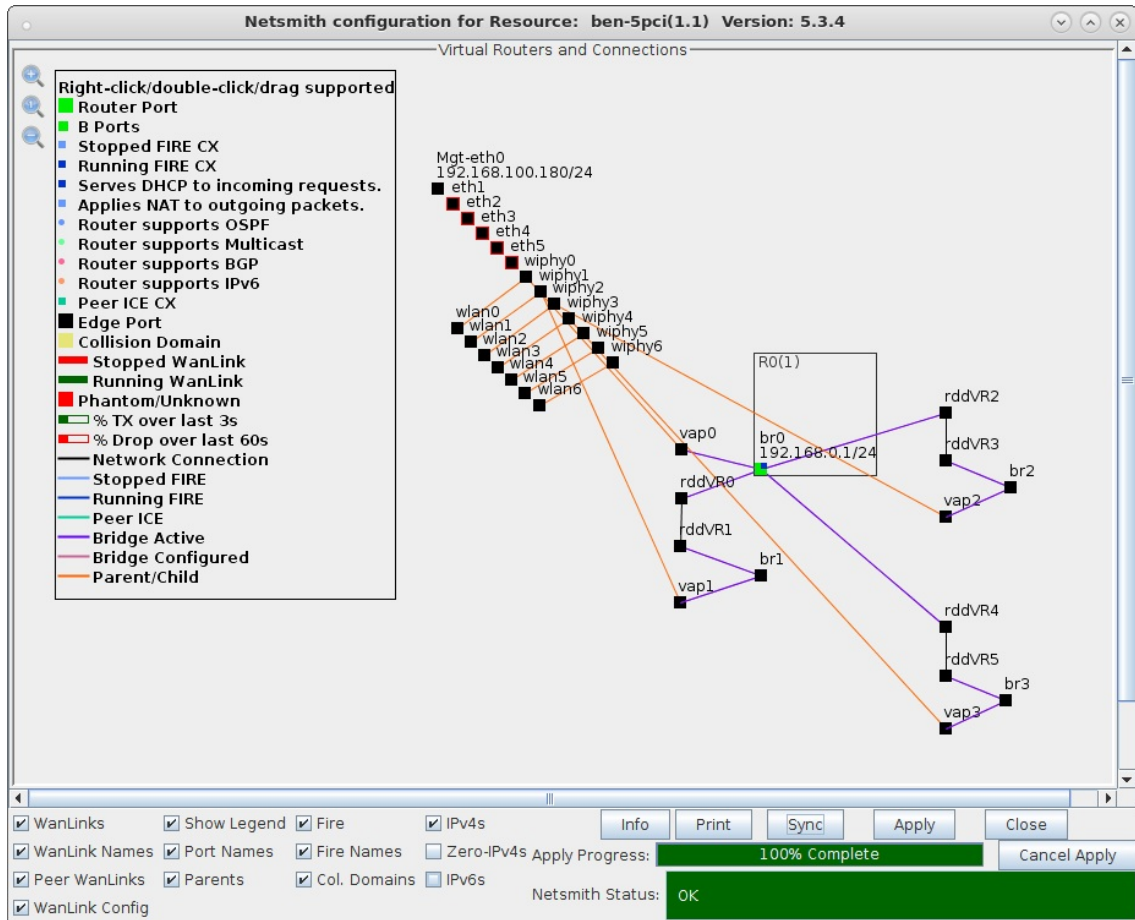 Netsmith configuration for Resource: ben-5pci(1.1) Version: 5.3.4
Virtual Routers and Connections
Right-click/double-click/drag supported
Router Port
B Ports
Stopped FIRE CX
Running FIRE CX
Serves DHCP to incoming requests.
Applies NAT to outgoing packets.
Router supports OSPF
Router supports Multicast
Router supports BGP
Router supports IPv6
Peer ICE CX
Edge Port
Collision Domain
Stopped WanLink
Running WanLink
Phantom/Unknown
% TX over last 3s
% Drop over last 60s
Network Connection
Stopped FIRE
Running FIRE
Peer ICE
Bridge Active
Bridge Configured
Parent/Child
Mgt-eth0
192.168.100.180/24
eth1
eth2
eth3
eth4
eth5
wiphy0
wiphy1
wiphy2
wiphy3
wiphy4
wiphy5
wiphy6
wlan0
wlan1
wlan2
wlan3
wlan4
wlan5
wlan6
R0(1)
br0
192.168.0.1/24
vap0
rddVR0
rddVR1
br1
vap1
rddVR2
rddVR3
br2
vap2
rddVR4
rddVR5
br3
vap3
WanLinks Show Legend Fire IPv4s Info Print Sync Apply Close
WanLink Names Port Names Fire Names Zero-IPv4s Apply Progress: 100% Complete Cancel Apply
Peer WanLinks Parents Col. Domains IPv6s Netsmith Status: OK
WanLink Config